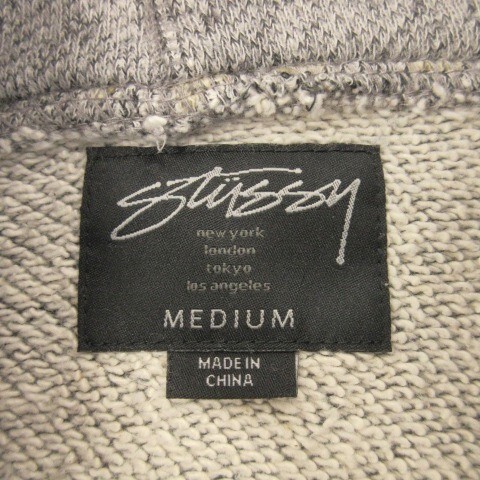 stüssy
new york
london
tokyo
los angeles
MEDIUM
MADE IN
CHINA